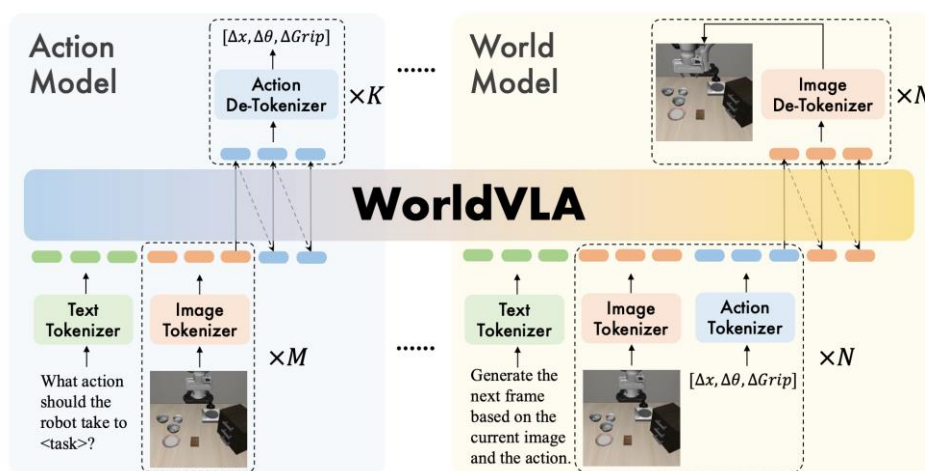 Action
Model
[Δx, Δθ, ΔGrip]
Action
De-Tokenizer
×K
......
World
Model
Image
De-Tokenizer
×N
WorldVLA
Text
Tokenizer
Image
Tokenizer
×M
What action
should the
robot take to
<task>?
......
Text
Tokenizer
Image
Tokenizer
Action
Tokenizer
×N
Generate the
next frame
based on the
current image
and the action.
[Δx, Δθ, ΔGrip]